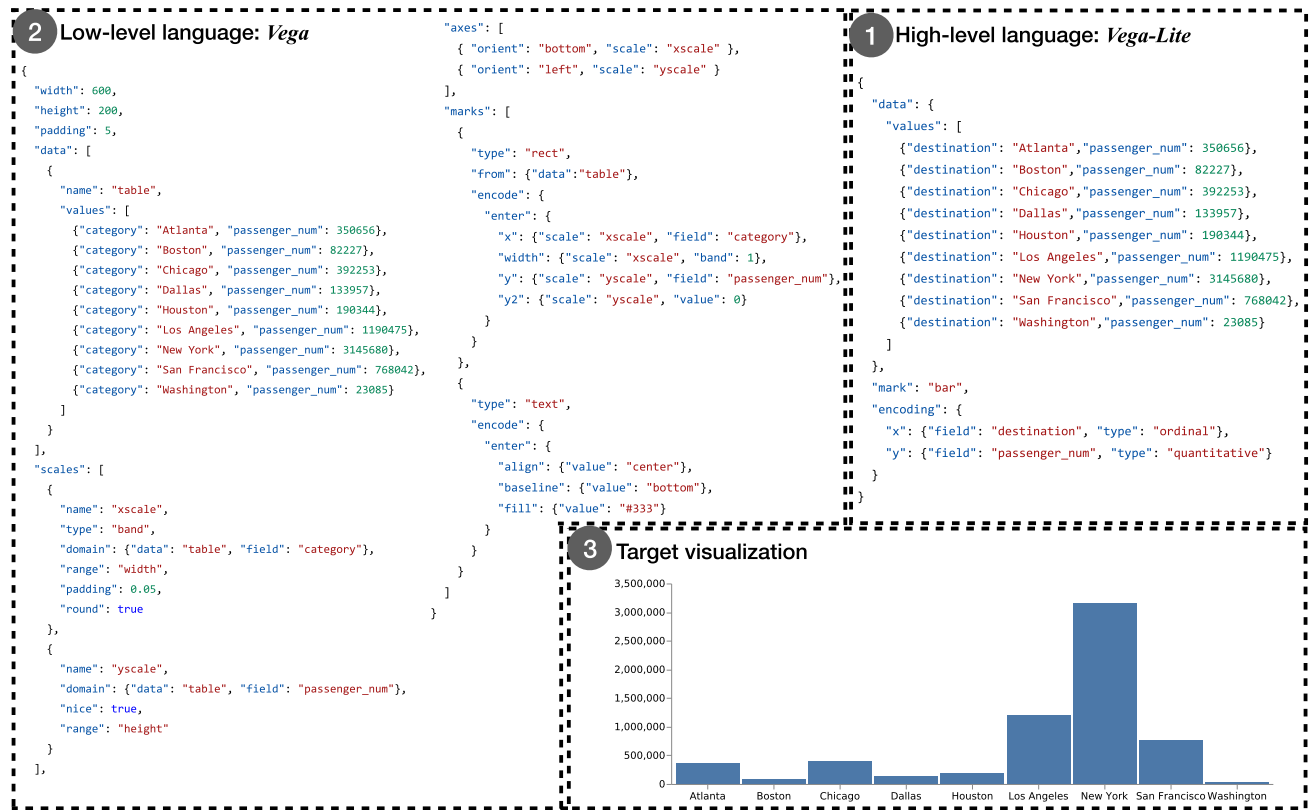 2 Low-level language: Vega
{
"width": 600,
"height": 200,
"padding": 5,
"data": [
{
"name": "table",
"values": [
{"category": "Atlanta", "passenger_num": 350656},
{"category": "Boston", "passenger_num": 82227},
{"category": "Chicago", "passenger_num": 392253},
{"category": "Dallas", "passenger_num": 133957},
{"category": "Houston", "passenger_num": 190344},
{"category": "Los Angeles", "passenger_num": 1190475},
{"category": "New York", "passenger_num": 3145680},
{"category": "San Francisco", "passenger_num": 768042},
{"category": "Washington", "passenger_num": 23085}
]
}
],
"scales": [
{
"name": "xscale",
"type": "band",
"domain": {"data": "table", "field": "category"},
"range": "width",
"padding": 0.05,
"round": true
},
{
"name": "yscale",
"domain": {"data": "table", "field": "passenger_num"},
"nice": true,
"range": "height"
}
],
"axes": [
{ "orient": "bottom", "scale": "xscale" },
{ "orient": "left", "scale": "yscale" }
],
"marks": [
{
"type": "rect",
"from": {"data":"table"},
"encode": {
"enter": {
"x": {"scale": "xscale", "field": "category"},
"width": {"scale": "xscale", "band": 1},
"y": {"scale": "yscale", "field": "passenger_num"},
"y2": {"scale": "yscale", "value": 0}
}
}
},
{
"type": "text",
"encode": {
"enter": {
"align": {"value": "center"},
"baseline": {"value": "bottom"},
"fill": {"value": "#333"}
}
}
}
]
}
1 High-level language: Vega-Lite
{
"data": {
"values": [
{"destination": "Atlanta","passenger_num": 350656},
{"destination": "Boston","passenger_num": 82227},
{"destination": "Chicago","passenger_num": 392253},
{"destination": "Dallas","passenger_num": 133957},
{"destination": "Houston","passenger_num": 190344},
{"destination": "Los Angeles","passenger_num": 1190475},
{"destination": "New York","passenger_num": 3145680},
{"destination": "San Francisco","passenger_num": 768042},
{"destination": "Washington","passenger_num": 23085}
]
},
"mark": "bar",
"encoding": {
"x": {"field": "destination", "type": "ordinal"},
"y": {"field": "passenger_num", "type": "quantitative"}
}
}
3 Target visualization
3,500,000
3,000,000
2,500,000
2,000,000
1,500,000
1,000,000
500,000
0
Atlanta Boston Chicago Dallas Houston Los Angeles New York San Francisco Washington